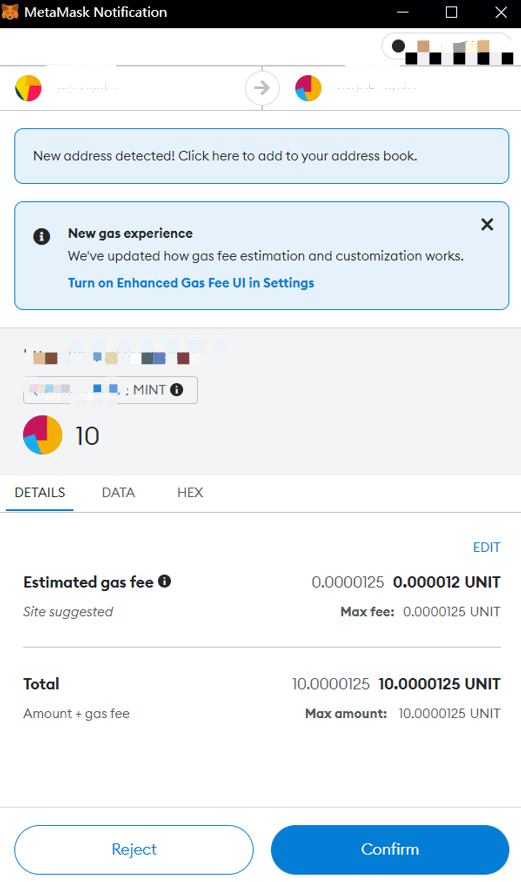 MetaMask Notification
New address detected! Click here to add to your address book.
New gas experience
We've updated how gas fee estimation and customization works.
Turn on Enhanced Gas Fee UI in Settings
: MINT
10
DETAILS DATA HEX
EDIT
Estimated gas fee 0.0000125 0.000012 UNIT
Site suggested Max fee: 0.0000125 UNIT
Total 10.0000125 10.0000125 UNIT
Amount + gas fee Max amount: 10.0000125 UNIT
Reject Confirm